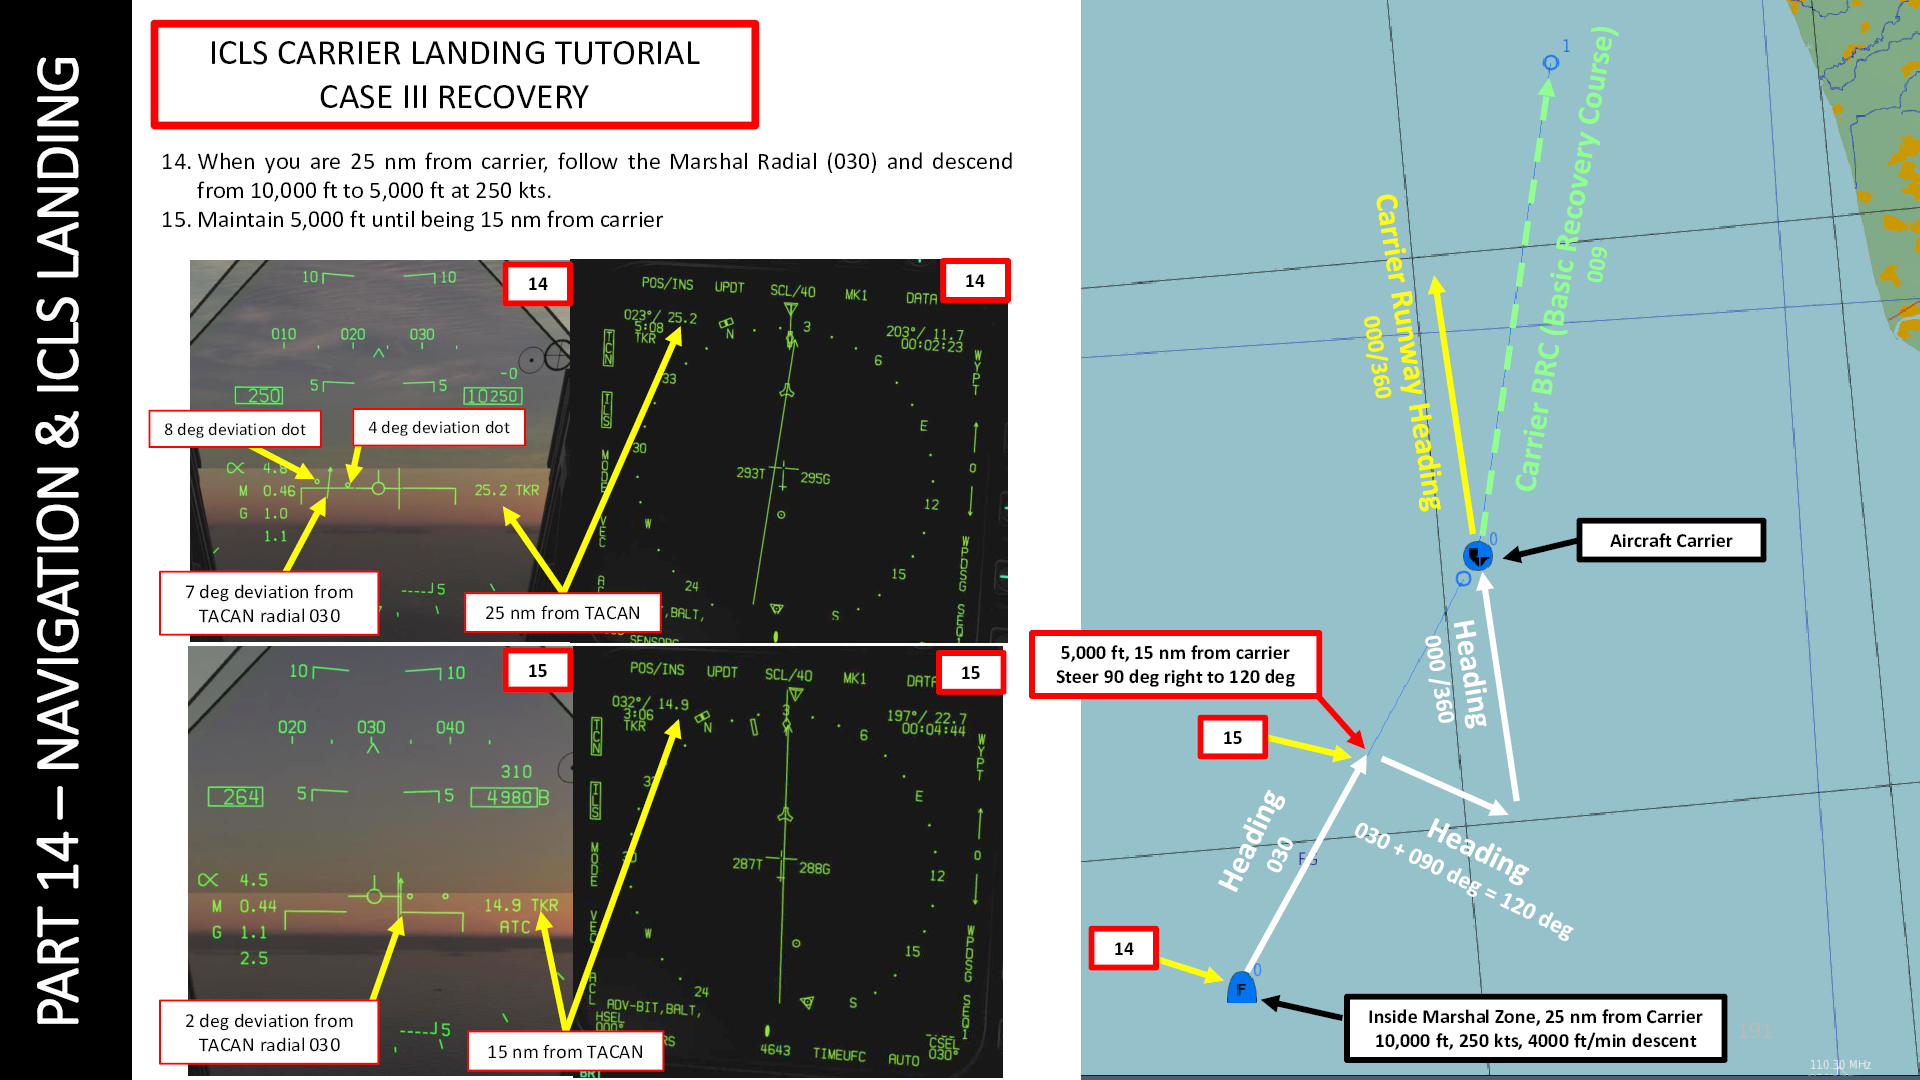 PART 14 – NAVIGATION & ICLS LANDING
ICLS CARRIER LANDING TUTORIAL
CASE III RECOVERY
14. When you are 25 nm from carrier, follow the Marshal Radial (030) and descend
from 10,000 ft to 5,000 ft at 250 kts.
15. Maintain 5,000 ft until being 15 nm from carrier
14
10 10
010 020 030
-0
5 5
250
10250
8 deg deviation dot
4 deg deviation dot
M 0.46
G 1.0
1.1
25.2 TKR
5
7 deg deviation from
TACAN radial 030
25 nm from TACAN
14
POS/INS UPDT SCL/40 MK1 DATA
023°/ 25.2
5:08
TKR
203°/ 11.7
00:02:23
TCN
ILS
MODE
VEC
WYPT
0
WPDSG
SEQ
N 3 6 E 12 15 S 24 W 30 33
293T 295G
BALT,
SENSORS
15
10 10
020 030 040
310
264
5 5
4980 B
4.5
M 0.44
G 1.1
2.5
14.9 TKR
ATC
5
2 deg deviation from
TACAN radial 030
15 nm from TACAN
15
POS/INS UPDT SCL/40 MK1 DATA
032°/ 14.9
3:06
TKR
197°/ 22.7
00:04:44
TCN
ILS
MODE
VEC
ACL
WYPT
0
WPDSG
SEQ
1
N 3 6 E 12 15 S 24 W 30
287T 288G
ADV-BIT,BALT,
HSEL
000°
CSEL
030°
4643 TIMEUFC AUTO
BRT
1
Carrier BRC (Basic Recovery Course)
009
Carrier Runway Heading
000/360
0
Aircraft Carrier
Heading
000 /360
5,000 ft, 15 nm from carrier
Steer 90 deg right to 120 deg
15
Heading
030
Heading
030 + 090 deg = 120 deg
14
0
F
Inside Marshal Zone, 25 nm from Carrier
10,000 ft, 250 kts, 4000 ft/min descent
191
110.30 MHz